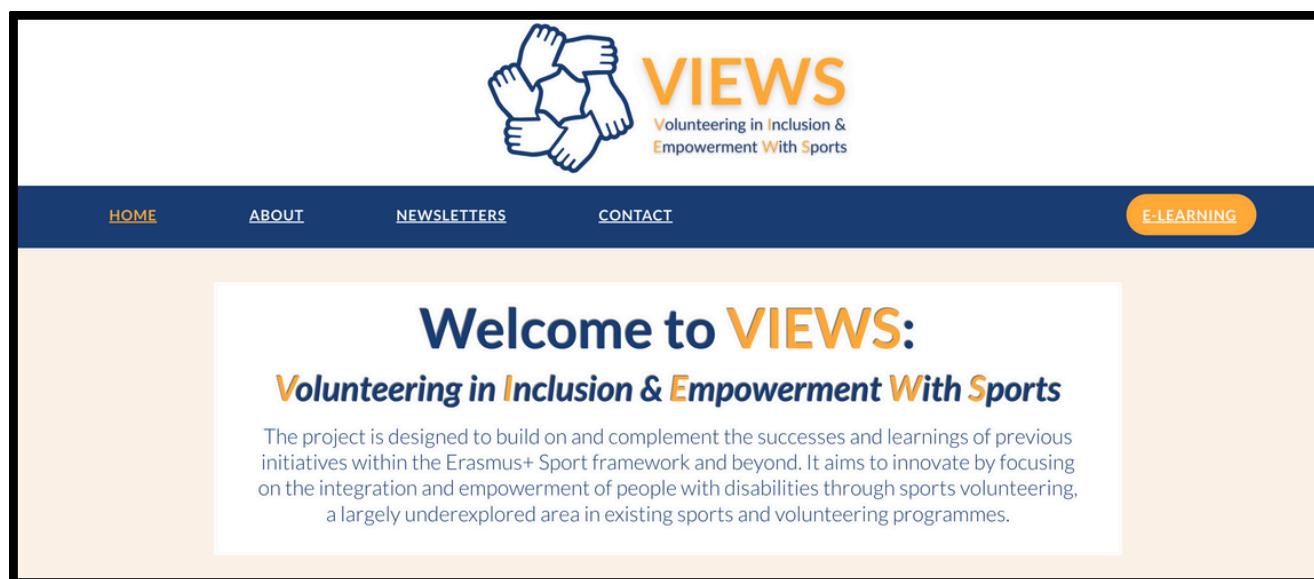 VIEWS
Volunteering in Inclusion &
Empowerment With Sports
HOME ABOUT NEWSLETTERS CONTACT E-LEARNING
Welcome to VIEWS:
Volunteering in Inclusion & Empowerment With Sports
The project is designed to build on and complement the successes and learnings of previous
initiatives within the Erasmus+ Sport framework and beyond. It aims to innovate by focusing
on the integration and empowerment of people with disabilities through sports volunteering,
a largely underexplored area in existing sports and volunteering programmes.